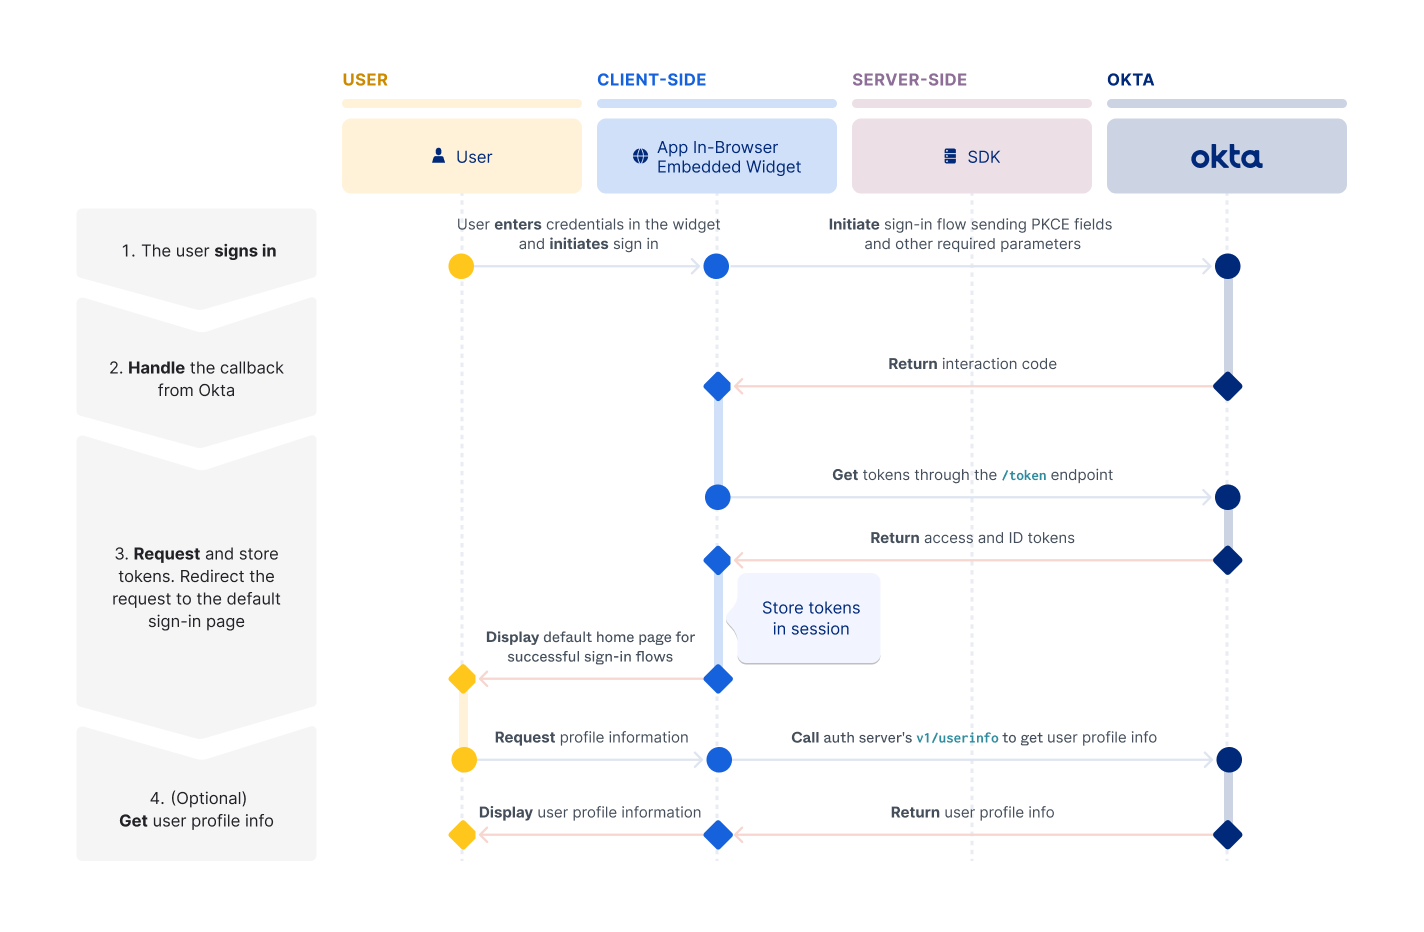 USER
CLIENT-SIDE
SERVER-SIDE
OKTA
User
App In-Browser
Embedded Widget
SDK
okta
1. The user signs in
User enters credentials in the widget
and initiates sign in
Initiate sign-in flow sending PKCE fields
and other required parameters
2. Handle the callback
from Okta
Return interaction code
3. Request and store
tokens. Redirect the
request to the default
sign-in page
Get tokens through the /token endpoint
Return access and ID tokens
Store tokens
in session
Display default home page for
successful sign-in flows
4. (Optional)
Get user profile info
Request profile information
Call auth server's v1/userinfo to get user profile info
Display user profile information
Return user profile info